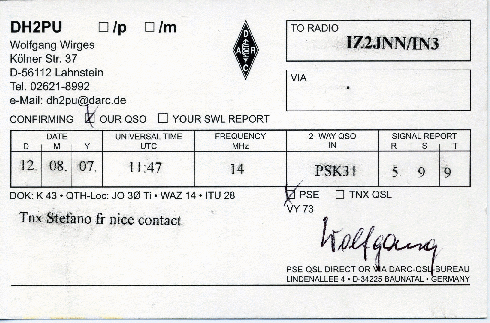 DH2PU ☐/p ☐/m
Wolfgang Wirges
Kölner Str. 37
D-56112 Lahnstein
Tel. 02621-8992
e-Mail: dh2pu@darc.de
DARC
TO RADIO
IZ2JNN/IN3
VIA
CONFIRMING ☑ OUR QSO ☐ YOUR SWL REPORT
DATE UNIVERSAL TIME FREQUENCY 2 WAY QSO SIGNAL REPORT
D M Y UTC MHz IN R S T
12. 08. 07. 11:47 14 PSK31 5 9 9
DOK: K 43 • QTH-Loc: JO 3Ø Ti • WAZ 14 • ITU 28
☑ PSE ☐ TNX QSL
VY 73
Tnx Stefano fr nice contact
Wolfgang
PSE QSL DIRECT OR VIA DARC-QSL-BUREAU
LINDENALLEE 4 • D-34225 BAUNATAL • GERMANY